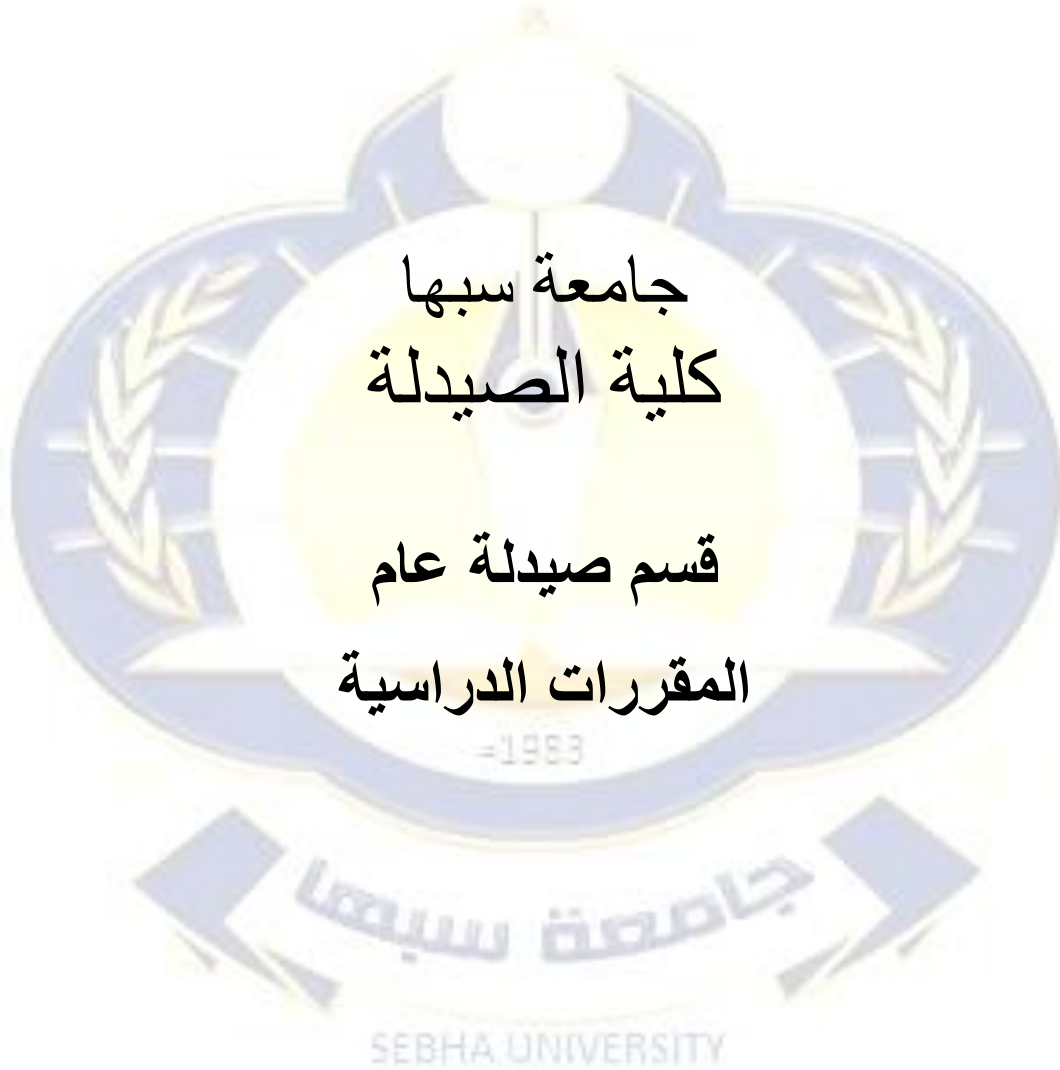 جامعة سبها
كلية الصيدلة
قسم صيدلة عام
المقررات الدراسية
-1983
جامعة سبها
SEBHA UNIVERSITY